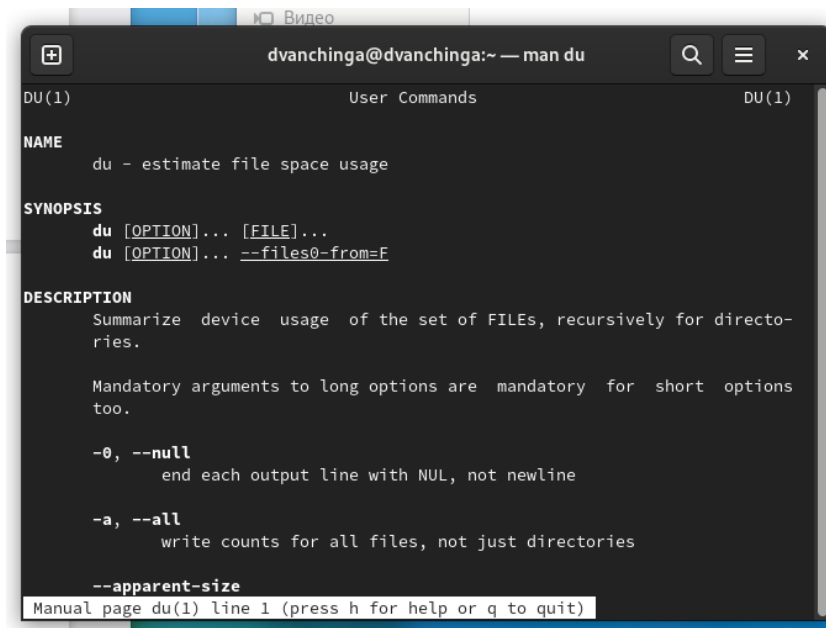 Видео
dvanchinga@dvanchinga:~ — man du
DU(1) User Commands DU(1)
NAME
du - estimate file space usage
SYNOPSIS
du [OPTION]... [FILE]...
du [OPTION]... --files0-from=F
DESCRIPTION
Summarize device usage of the set of FILEs, recursively for directo-
ries.
Mandatory arguments to long options are mandatory for short options
too.
-0, --null
end each output line with NUL, not newline
-a, --all
write counts for all files, not just directories
--apparent-size
Manual page du(1) line 1 (press h for help or q to quit)